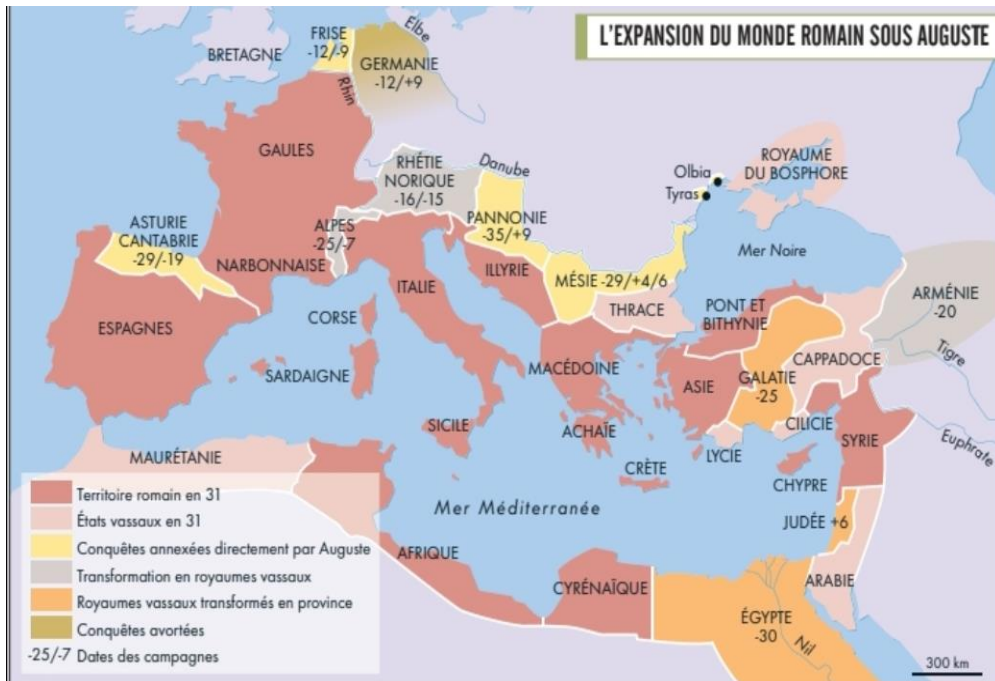 L'EXPANSION DU MONDE ROMAIN SOUS AUGUSTE
BRETAGNE
FRISE
-12/-9
Elbe
GERMANIE
-12/+9
Rhin
GAULES
RHÉTIE
NORIQUE
-16/-15
Danube
ALPES
-25/-7
PANNONIE
-35/+9
Olbia
Tyras
ROYAUME
DU BOSPHORE
ASTURIE
CANTABRIE
-29/-19
NARBONNAISE
ITALIE
ILLYRIE
MÉSIE -29/+4/6
THRACE
Mer Noire
PONT ET
BITHYNIE
ARMÉNIE
-20
Tigre
ESPAGNES
CORSE
SARDAIGNE
MACÉDOINE
ASIE
GALATIE
-25
CAPPADOCE
CILICIE
SICILE
ACHAÏE
LYCIE
SYRIE
Euphrate
CRÈTE
CHYPRE
MAURÉTANIE
Mer Méditerranée
JUDÉE +6
AFRIQUE
CYRÉNAÏQUE
ARABIE
ÉGYPTE
-30
Nil
Territoire romain en 31
États vassaux en 31
Conquêtes annexées directement par Auguste
Transformation en royaumes vassaux
Royaumes vassaux transformés en province
Conquêtes avortées
-25/-7 Dates des campagnes
300 km